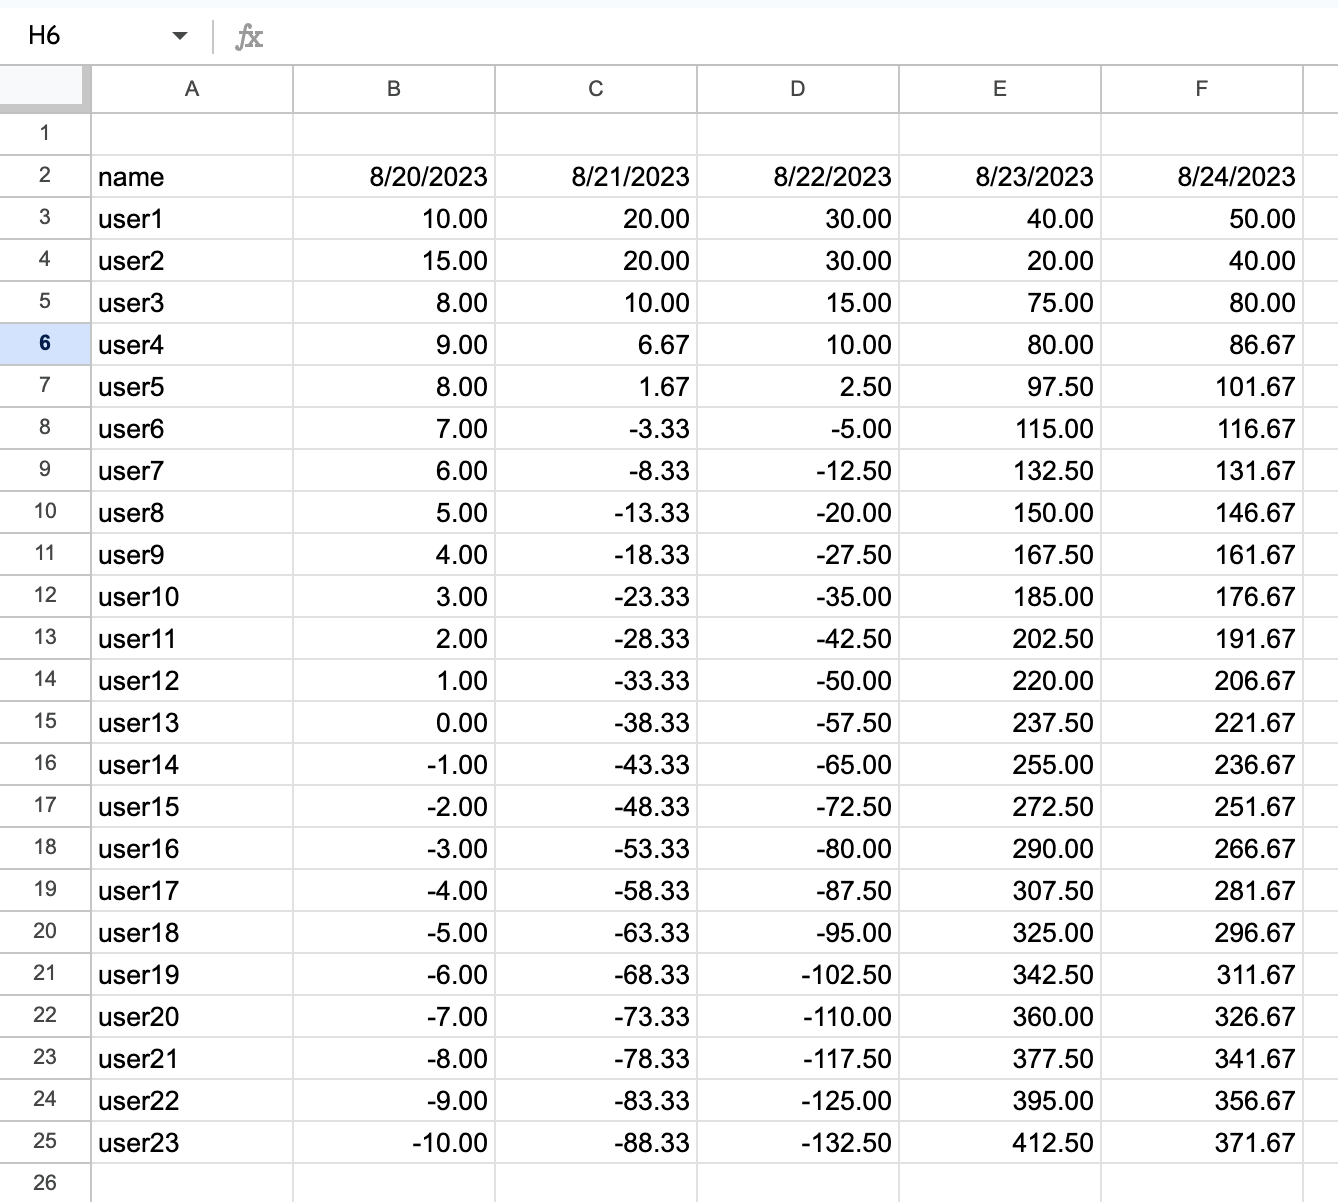 H6 fx
A B C D E F
1
2 name 8/20/2023 8/21/2023 8/22/2023 8/23/2023 8/24/2023
3 user1 10.00 20.00 30.00 40.00 50.00
4 user2 15.00 20.00 30.00 20.00 40.00
5 user3 8.00 10.00 15.00 75.00 80.00
6 user4 9.00 6.67 10.00 80.00 86.67
7 user5 8.00 1.67 2.50 97.50 101.67
8 user6 7.00 -3.33 -5.00 115.00 116.67
9 user7 6.00 -8.33 -12.50 132.50 131.67
10 user8 5.00 -13.33 -20.00 150.00 146.67
11 user9 4.00 -18.33 -27.50 167.50 161.67
12 user10 3.00 -23.33 -35.00 185.00 176.67
13 user11 2.00 -28.33 -42.50 202.50 191.67
14 user12 1.00 -33.33 -50.00 220.00 206.67
15 user13 0.00 -38.33 -57.50 237.50 221.67
16 user14 -1.00 -43.33 -65.00 255.00 236.67
17 user15 -2.00 -48.33 -72.50 272.50 251.67
18 user16 -3.00 -53.33 -80.00 290.00 266.67
19 user17 -4.00 -58.33 -87.50 307.50 281.67
20 user18 -5.00 -63.33 -95.00 325.00 296.67
21 user19 -6.00 -68.33 -102.50 342.50 311.67
22 user20 -7.00 -73.33 -110.00 360.00 326.67
23 user21 -8.00 -78.33 -117.50 377.50 341.67
24 user22 -9.00 -83.33 -125.00 395.00 356.67
25 user23 -10.00 -88.33 -132.50 412.50 371.67
26